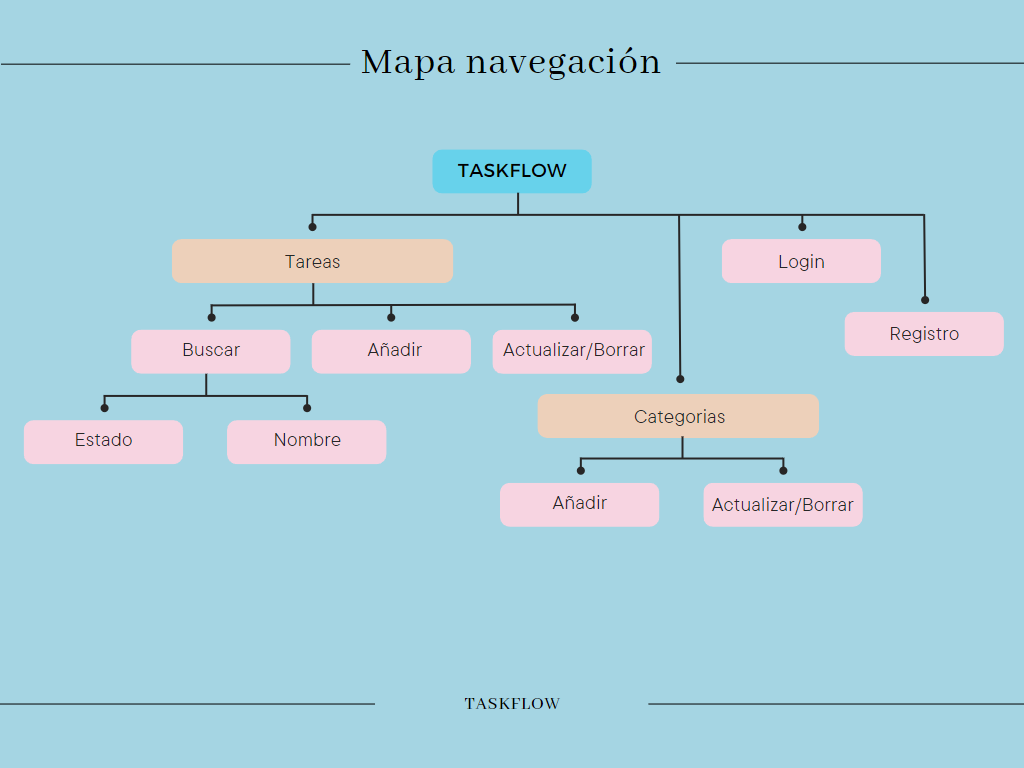 Mapa navegación
TASKFLOW
Tareas
Login
Registro
Buscar
Añadir
Actualizar/Borrar
Categorias
Estado
Nombre
Añadir
Actualizar/Borrar
TASKFLOW